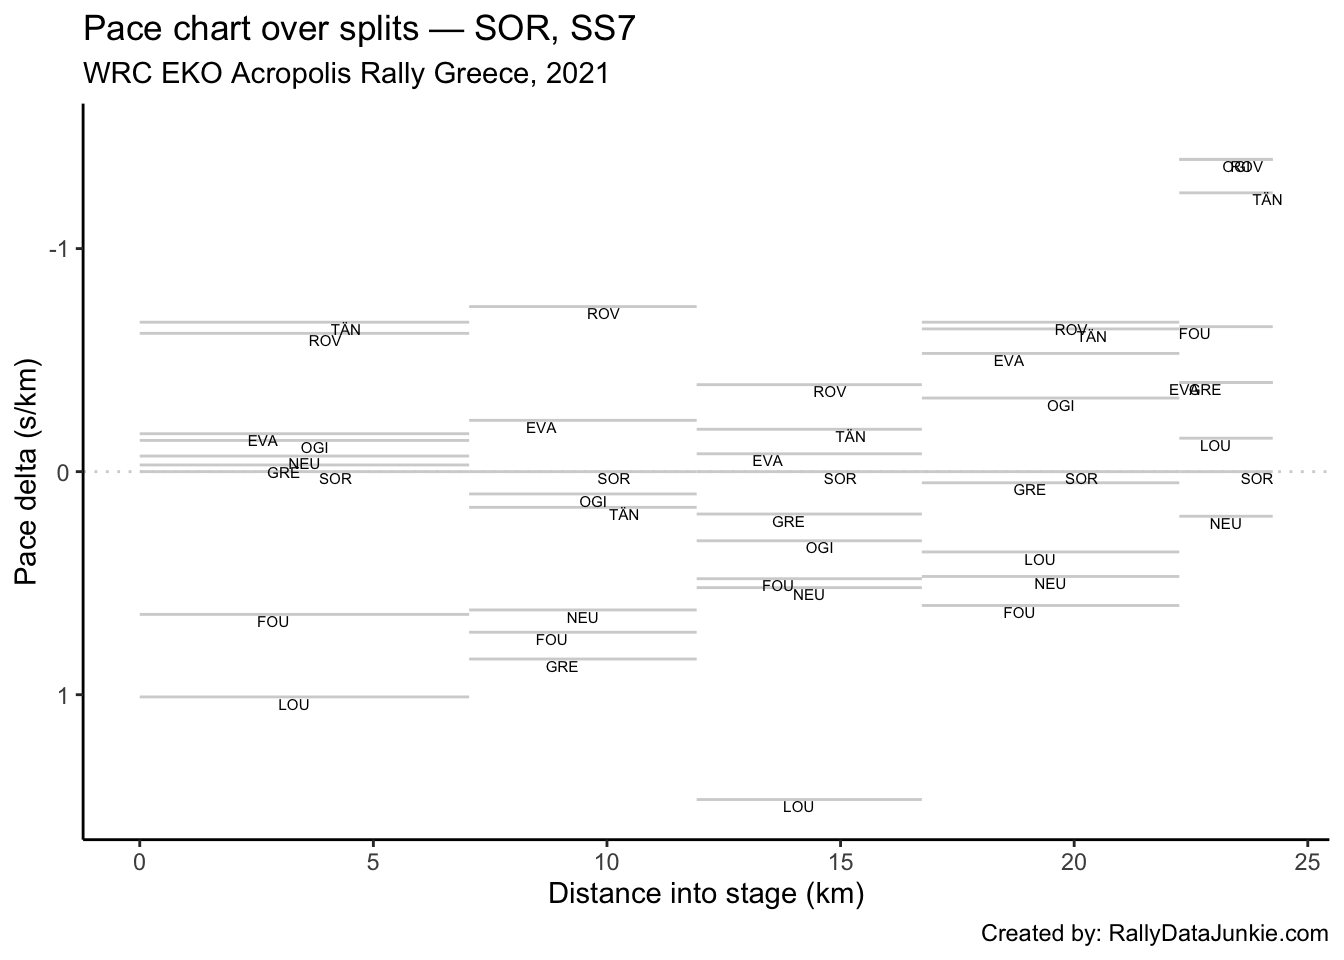 Pace chart over splits — SOR, SS7
WRC EKO Acropolis Rally Greece, 2021
Pace delta (s/km)
-1
0
1
TÄN
ROV
EVA
OGI
NEU
GRE
SOR
FOU
LOU
ROV
EVA
SOR
OGI
TÄN
NEU
FOU
GRE
ROV
TÄN
EVA
SOR
GRE
OGI
FOU
NEU
LOU
ROV
TÄN
EVA
OGI
SOR
GRE
LOU
NEU
FOU
OGI
ROV
TÄN
FOU
EVA
GRE
LOU
SOR
NEU
0 5 10 15 20 25
Distance into stage (km)
Created by: RallyDataJunkie.com